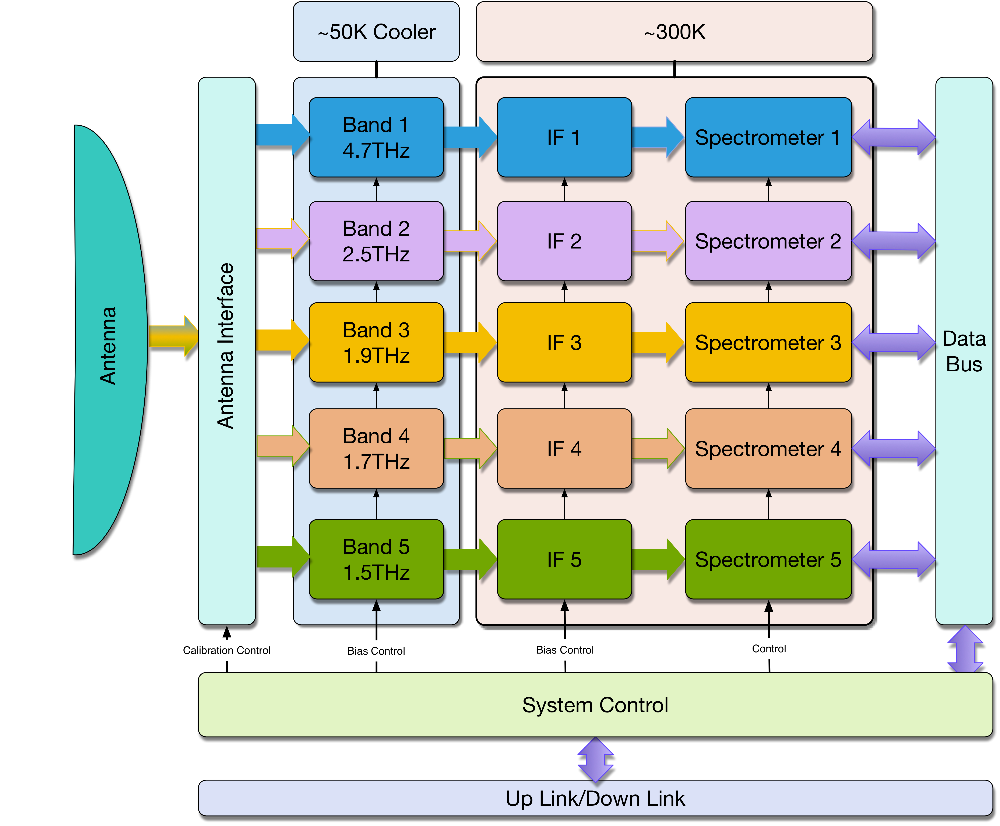 ~50K Cooler
~300K
Antenna
Antenna Interface
Band 1
4.7THz
IF 1
Spectrometer 1
Band 2
2.5THz
IF 2
Spectrometer 2
Band 3
1.9THz
IF 3
Spectrometer 3
Data
Bus
Band 4
1.7THz
IF 4
Spectrometer 4
Band 5
1.5THz
IF 5
Spectrometer 5
Calibration Control
Bias Control
Bias Control
Control
System Control
Up Link/Down Link